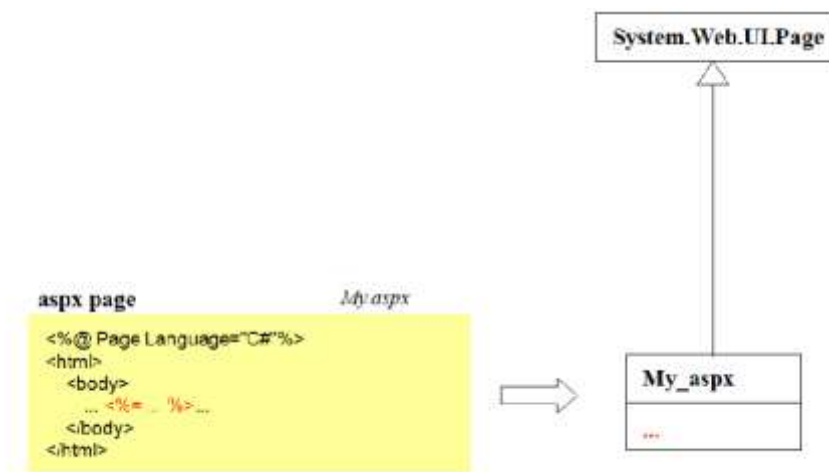 System.Web.UI.Page
aspx page
My.aspx
<%@ Page Language="C#"%>
<html>
<body>
... <%= ... %> ...
</body>
</html>
My_aspx
...